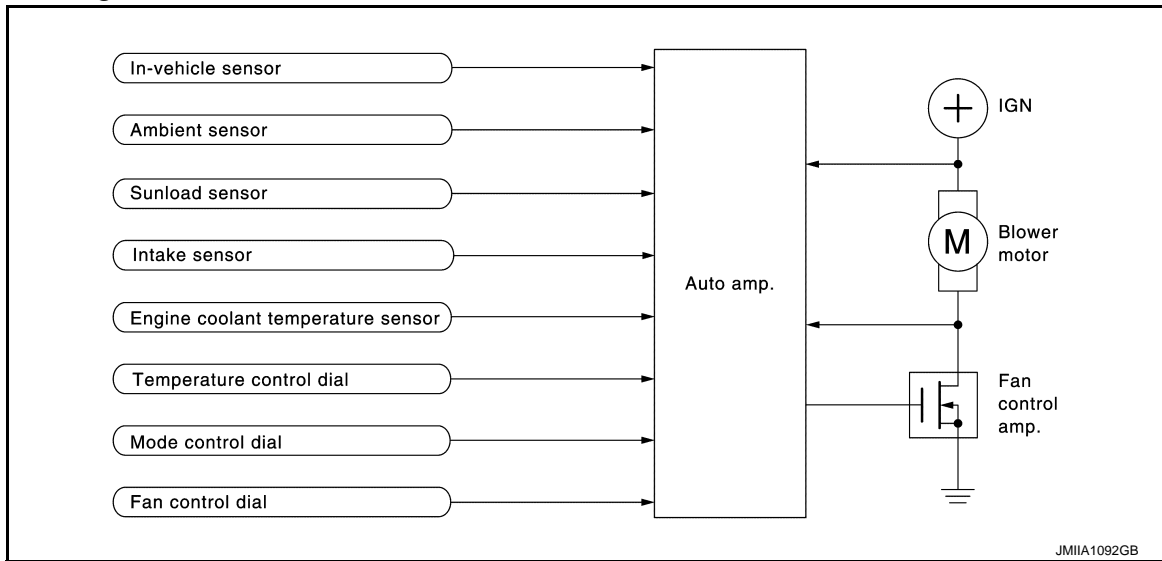 In-vehicle sensor
Ambient sensor
Sunload sensor
Intake sensor
Engine coolant temperature sensor
Temperature control dial
Mode control dial
Fan control dial
Auto amp.
IGN
M
Blower
motor
Fan
control
amp.
JMIIA1092GB